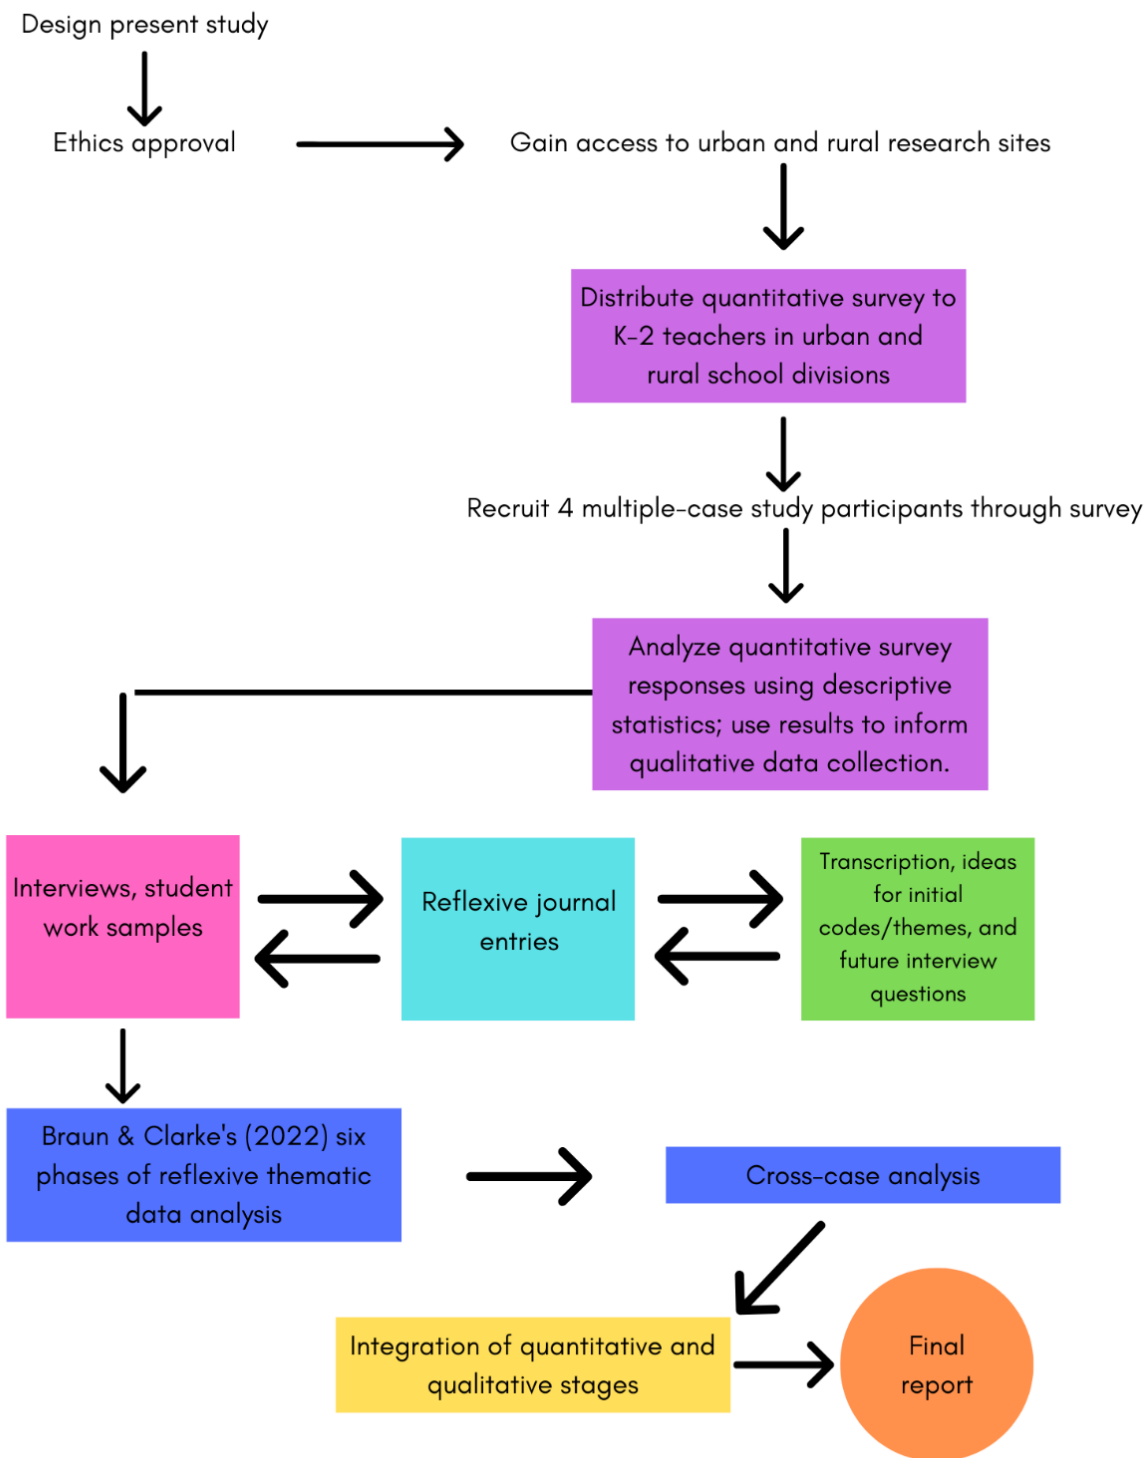 Design present study
Ethics approval
Gain access to urban and rural research sites
Distribute quantitative survey to
K-2 teachers in urban and
rural school divisions
Recruit 4 multiple-case study participants through survey
Analyze quantitative survey
responses using descriptive
statistics; use results to inform
qualitative data collection.
Interviews, student
work samples
Reflexive journal
entries
Transcription, ideas
for initial
codes/themes, and
future interview
questions
Braun & Clarke's (2022) six
phases of reflexive thematic
data analysis
Cross-case analysis
Integration of quantitative and
qualitative stages
Final
report